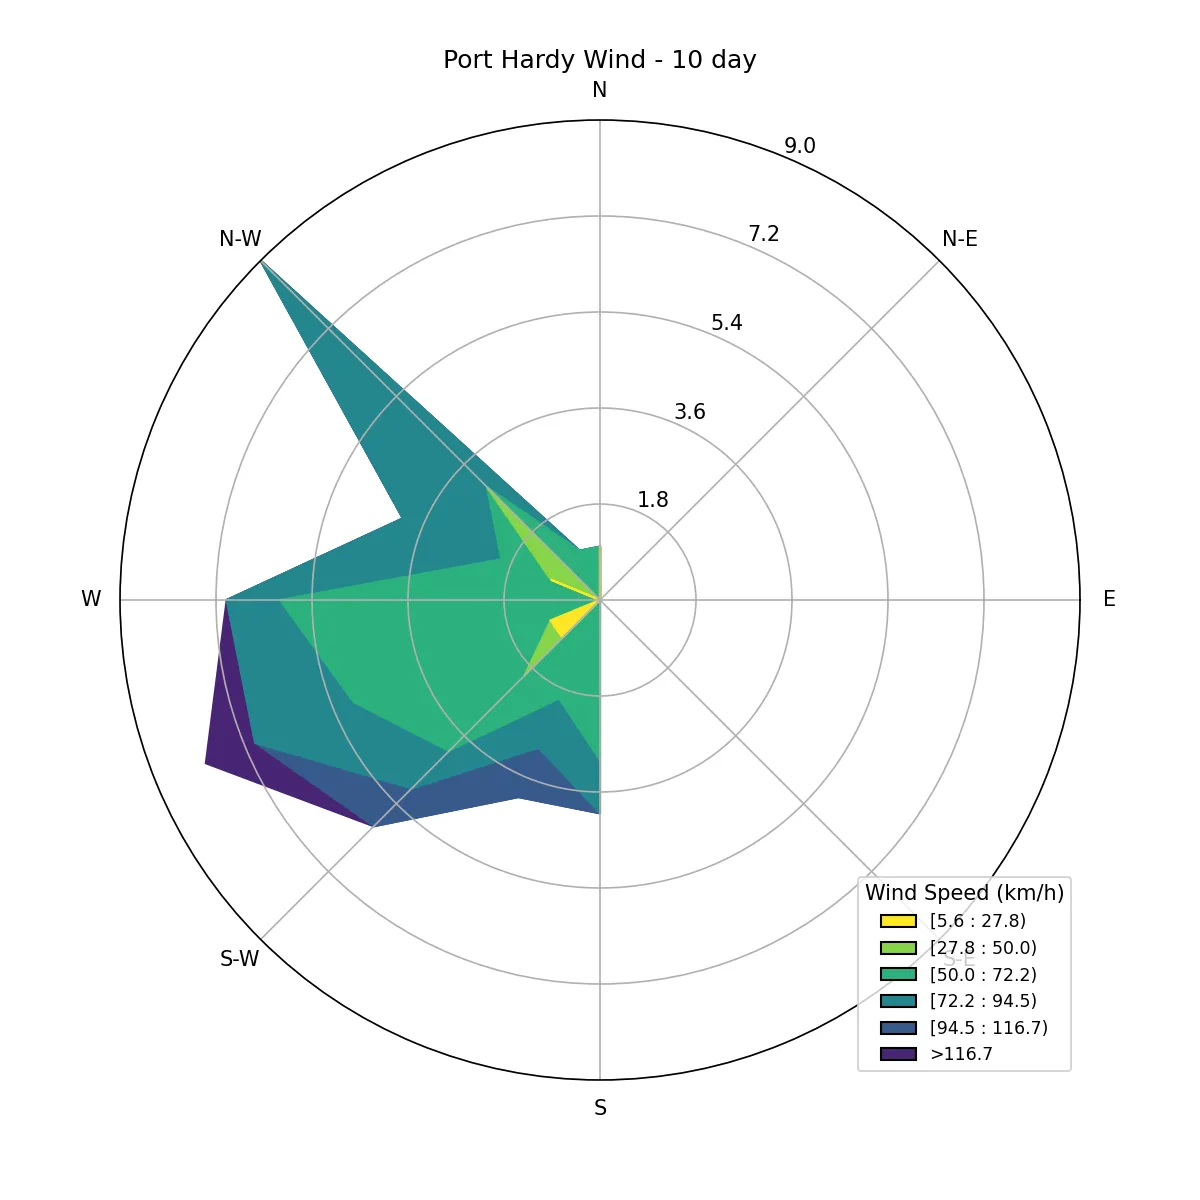 Port Hardy Wind - 10 day
N
9.0
N-W
N-E
7.2
5.4
3.6
1.8
W
E
S-W
S-E
S
Wind Speed (km/h)
[5.6 : 27.8)
[27.8 : 50.0)
[50.0 : 72.2)
[72.2 : 94.5)
[94.5 : 116.7)
>116.7